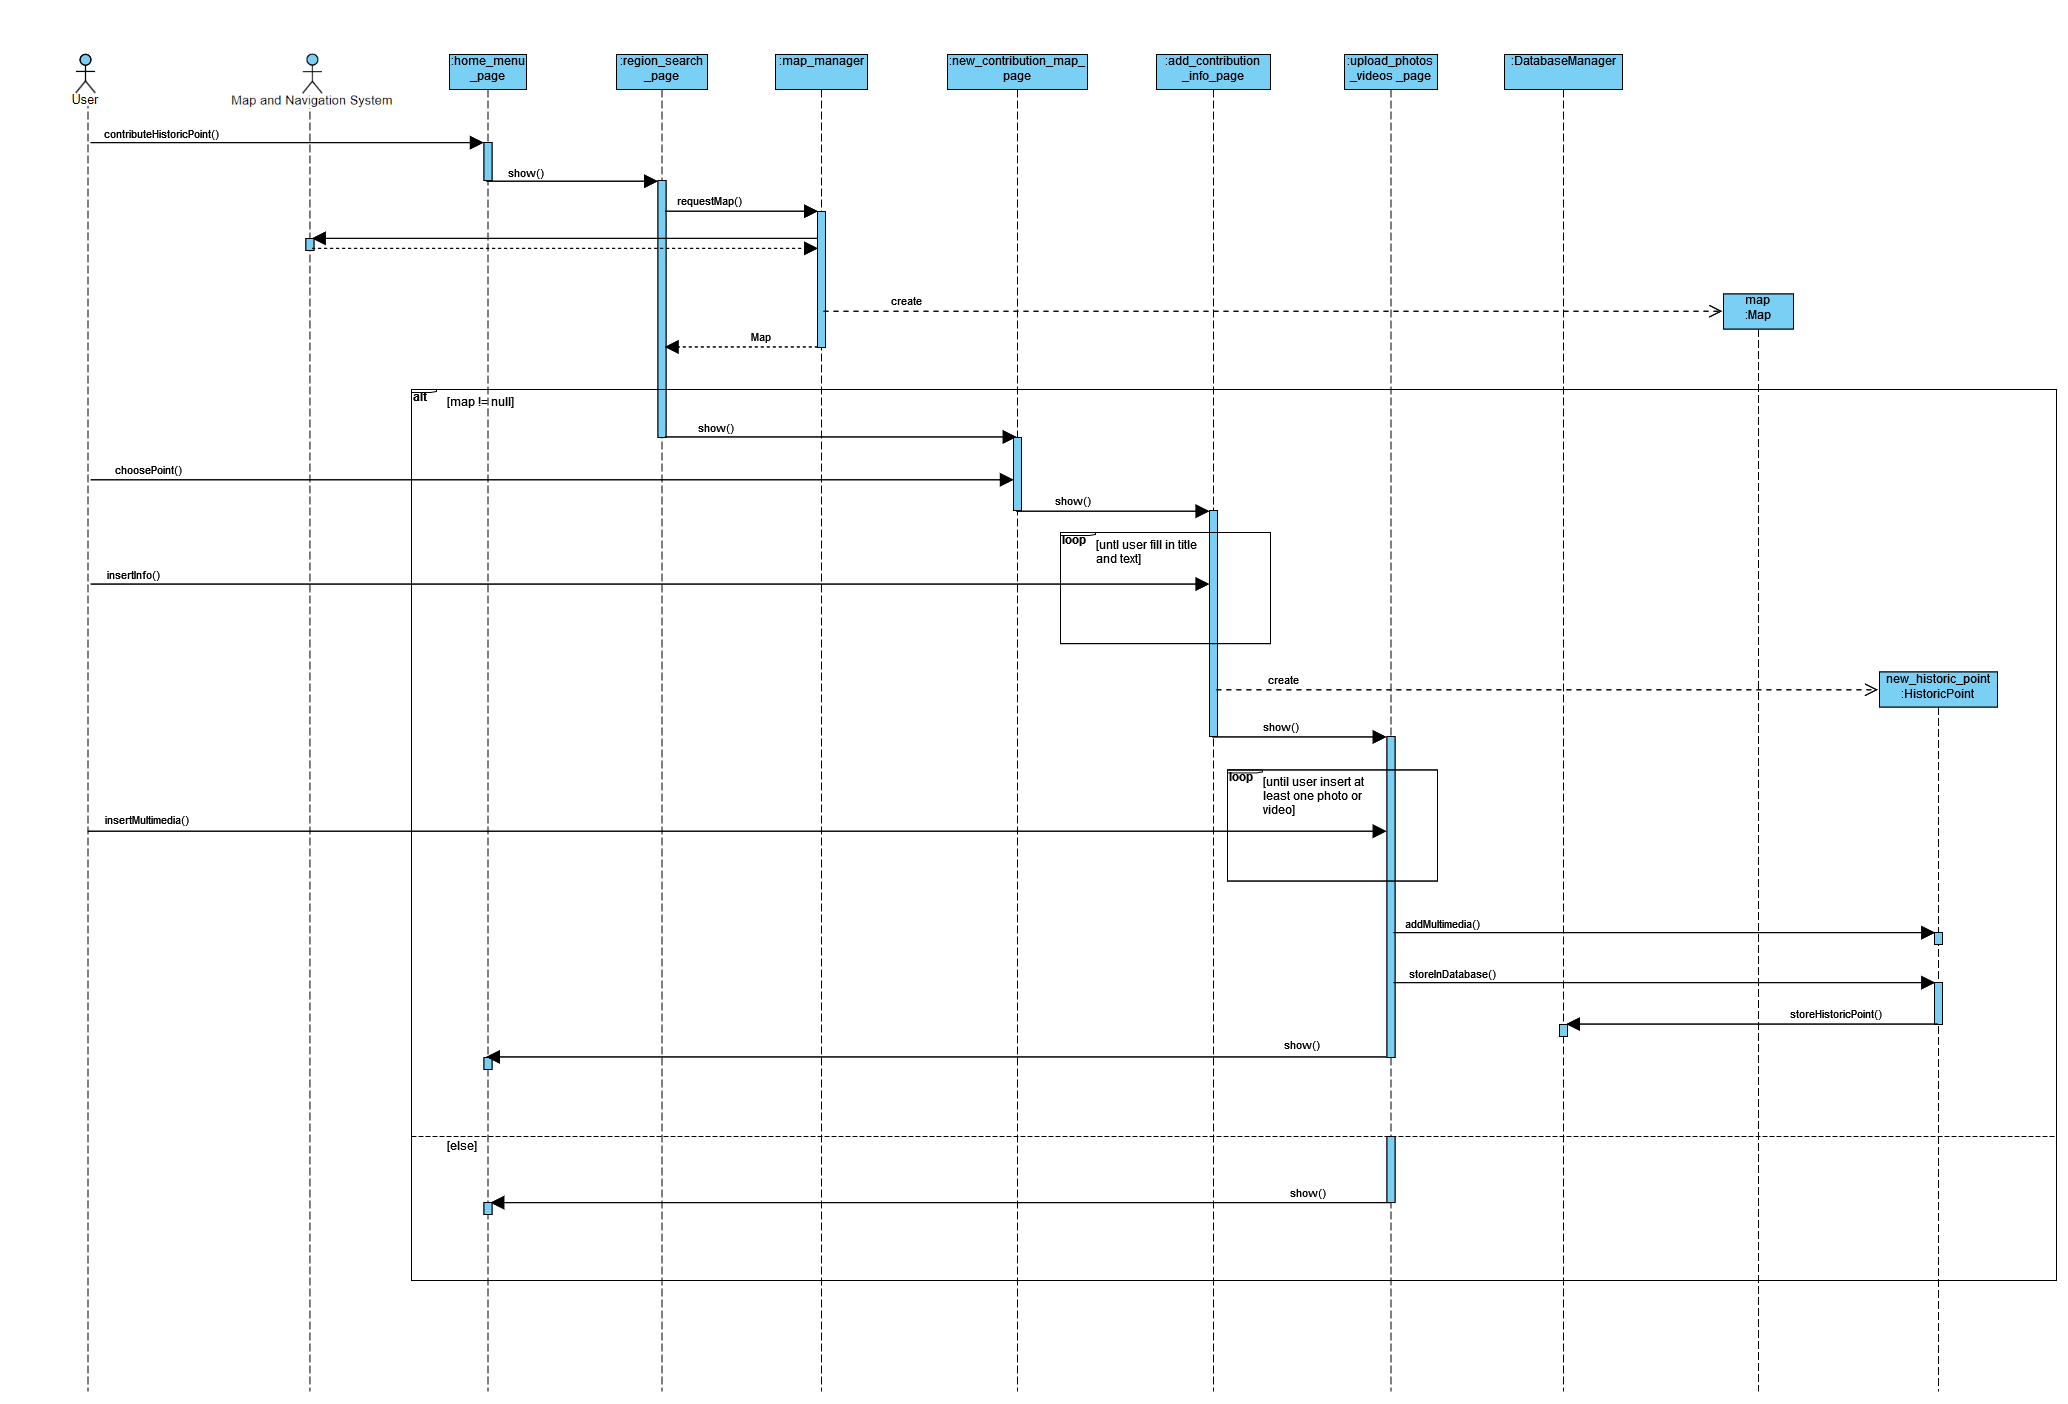 User
Map and Navigation System
:home_menu
_page
:region_search
_page
:map_manager
:new_contribution_map_
page
:add_contribution
_info_page
:upload_photos
_videos _page
:DatabaseManager
contributeHistoricPoint()
show()
requestMap()
create
map
:Map
Map
alt
[map != null]
show()
choosePoint()
show()
loop
[untl user fill in title
and text]
insertInfo()
create
new_historic_point
:HistoricPoint
show()
loop
[until user insert at
least one photo or
video]
insertMultimedia()
addMultimedia()
storeInDatabase()
storeHistoricPoint()
show()
[else]
show()